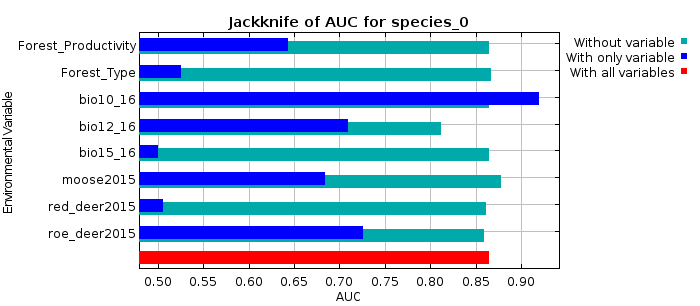 Jackknife of AUC for species_0
Environmental Variable
Forest_Productivity
Forest_Type
bio10_16
bio12_16
bio15_16
moose2015
red_deer2015
roe_deer2015
0.50 0.55 0.60 0.65 0.70 0.75 0.80 0.85 0.90
AUC
Without variable
With only variable
With all variables